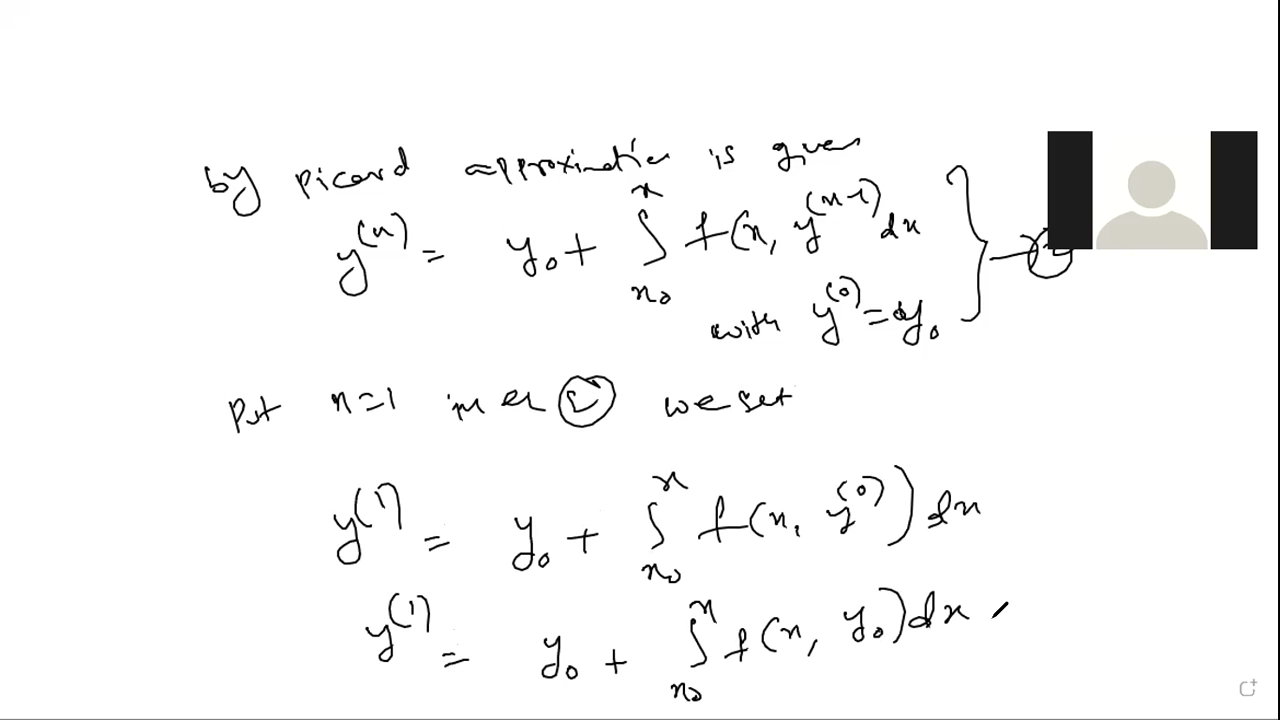 by Picard approximation is given
y^(n) = y₀ + ∫_{x₀}^{x} f(x, y^(n-1)) dx
with y^(0) = y₀
Put n=1 in eq ② we get
y^(1) = y₀ + ∫_{x₀}^{x} f(x, y^(0)) dx
y^(1) = y₀ + ∫_{x₀}^{x} f(x, y₀) dx